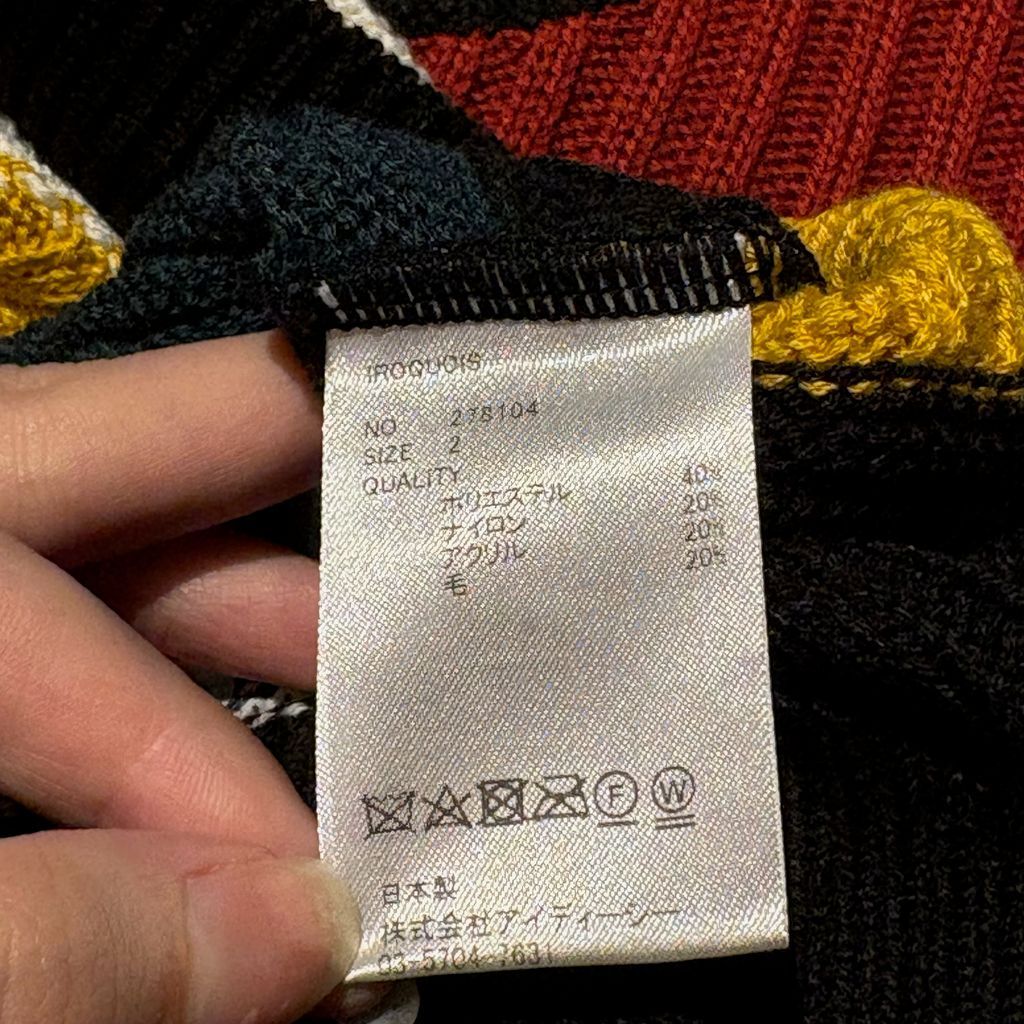 IROQUOIS
NO 278104
SIZE 2
QUALITY
ポリエステル 40%
ナイロン 20%
アクリル 20%
毛 20%
F W
日本製
株式会社アイディーシー
03-5704-7631